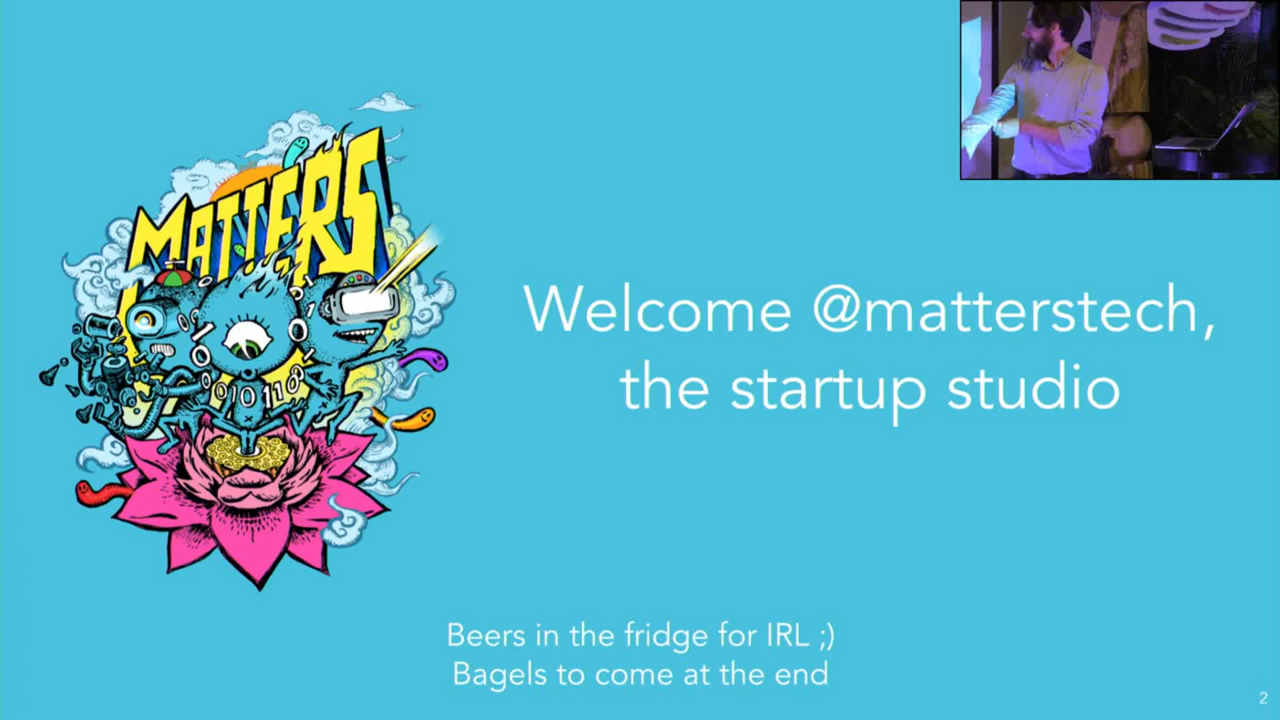 MATTERS
Welcome @matterstech,
the startup studio
Beers in the fridge for IRL ;)
Bagels to come at the end
2